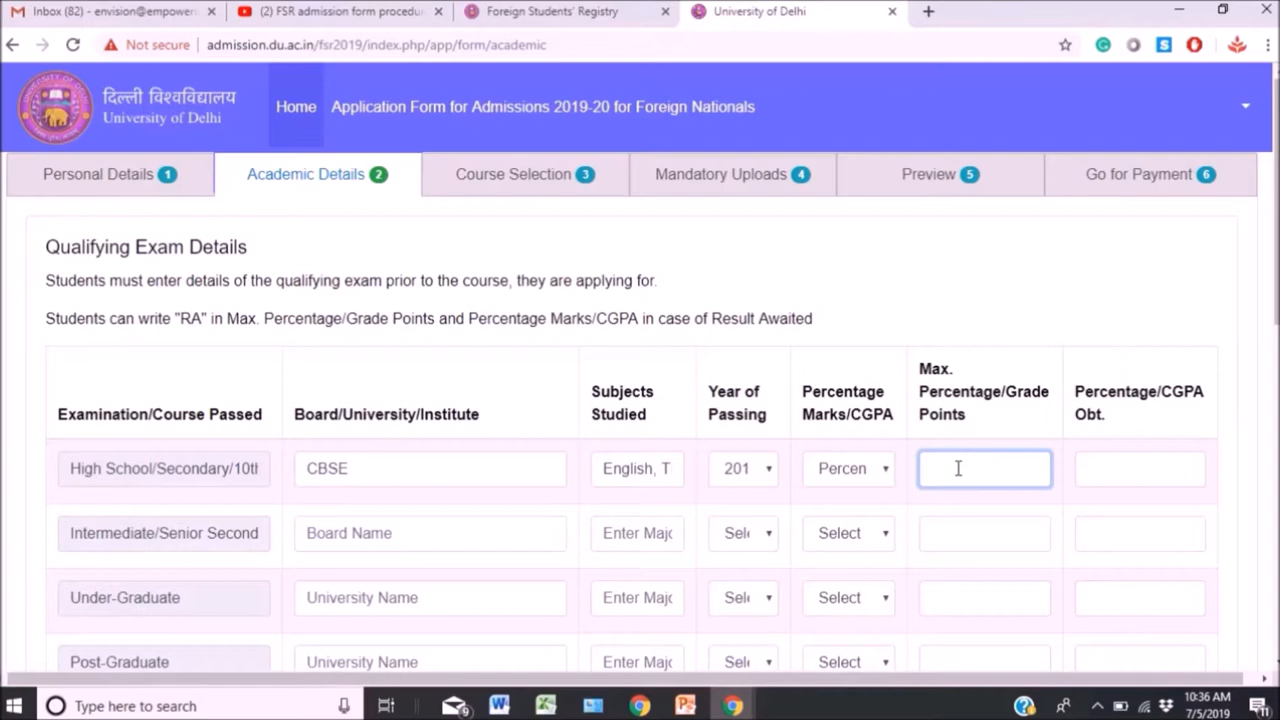 Inbox (82) - envision@empower
(2) FSR admission form procedu
Foreign Students' Registry
University of Delhi
Not secure
admission.du.ac.in/fsr2019/index.php/app/form/academic
दिल्ली विश्वविद्यालय
University of Delhi
Home
Application Form for Admissions 2019-20 for Foreign Nationals
Personal Details 1
Academic Details 2
Course Selection 3
Mandatory Uploads 4
Preview 5
Go for Payment 6
Qualifying Exam Details
Students must enter details of the qualifying exam prior to the course, they are applying for.
Students can write "RA" in Max. Percentage/Grade Points and Percentage Marks/CGPA in case of Result Awaited
Examination/Course Passed
Board/University/Institute
Subjects
Studied
Year of
Passing
Percentage
Marks/CGPA
Max.
Percentage/Grade
Points
Percentage/CGPA
Obt.
High School/Secondary/10th
CBSE
English, T
201
Percen
Intermediate/Senior Second
Board Name
Enter Majo
Sele
Select
Under-Graduate
University Name
Enter Majo
Sele
Select
Post-Graduate
University Name
Enter Majo
Sele
Select
Type here to search
10:36 AM
7/5/2019